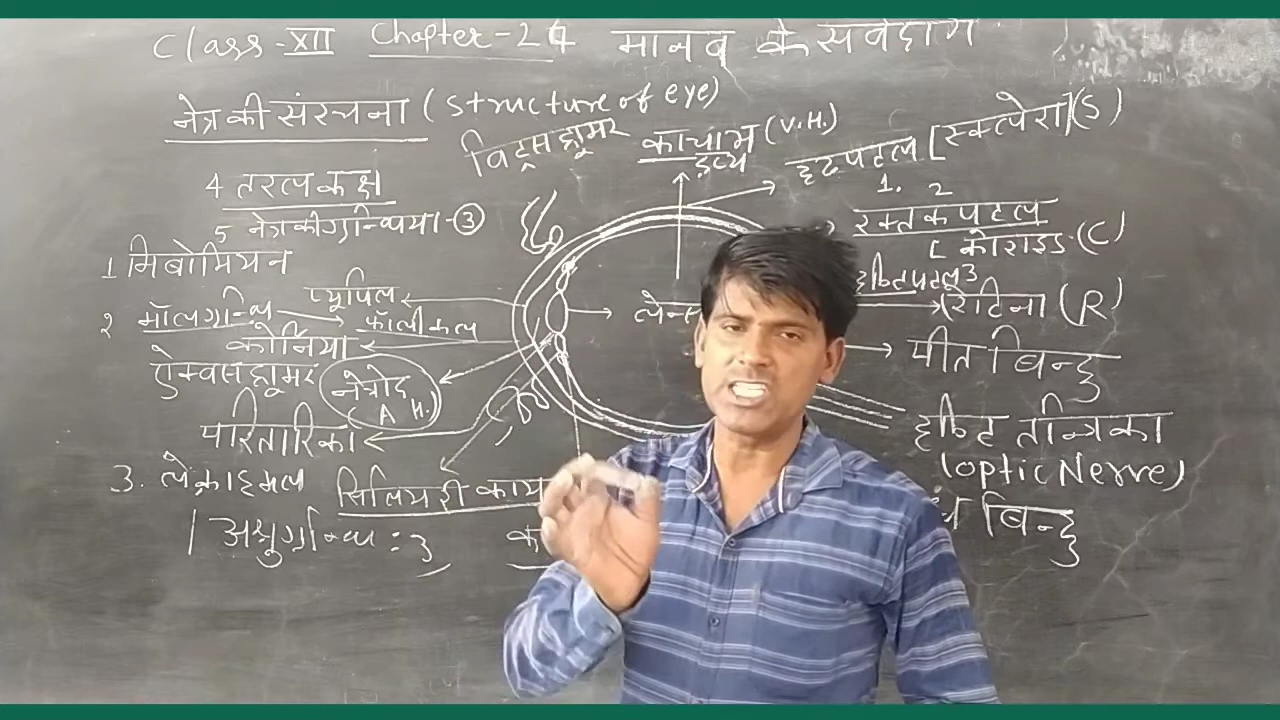 Class-XII Chapter-24 मानव के संवेदांग
नेत्र की संरचना (Structure of eye)
विट्रस ह्यूमर
काचाभ (V.H.)
द्रव्य
दृढ़ पटल [स्क्लेरा](S)
1. 2
4 तरल कक्ष
रक्तक पटल
[कोराइड (C)
5 नेत्र की ग्रन्थियाँ - 3
1 मिबोमियन
दृष्टिपटल 3
प्यूपिल
लेन्स
रेटिना (R)
2 मॉलग्रन्थि
फॉलीकल
कोर्निया
पीत बिन्दु
ऐक्वस ह्यूमर
नेत्रोद
(A H.)
दृष्टि तंत्रिका
परितारिका
(optic Nerve)
3. लैक्राइमल
सिलियरी काय
बिन्दु
अश्रुग्रन्थि